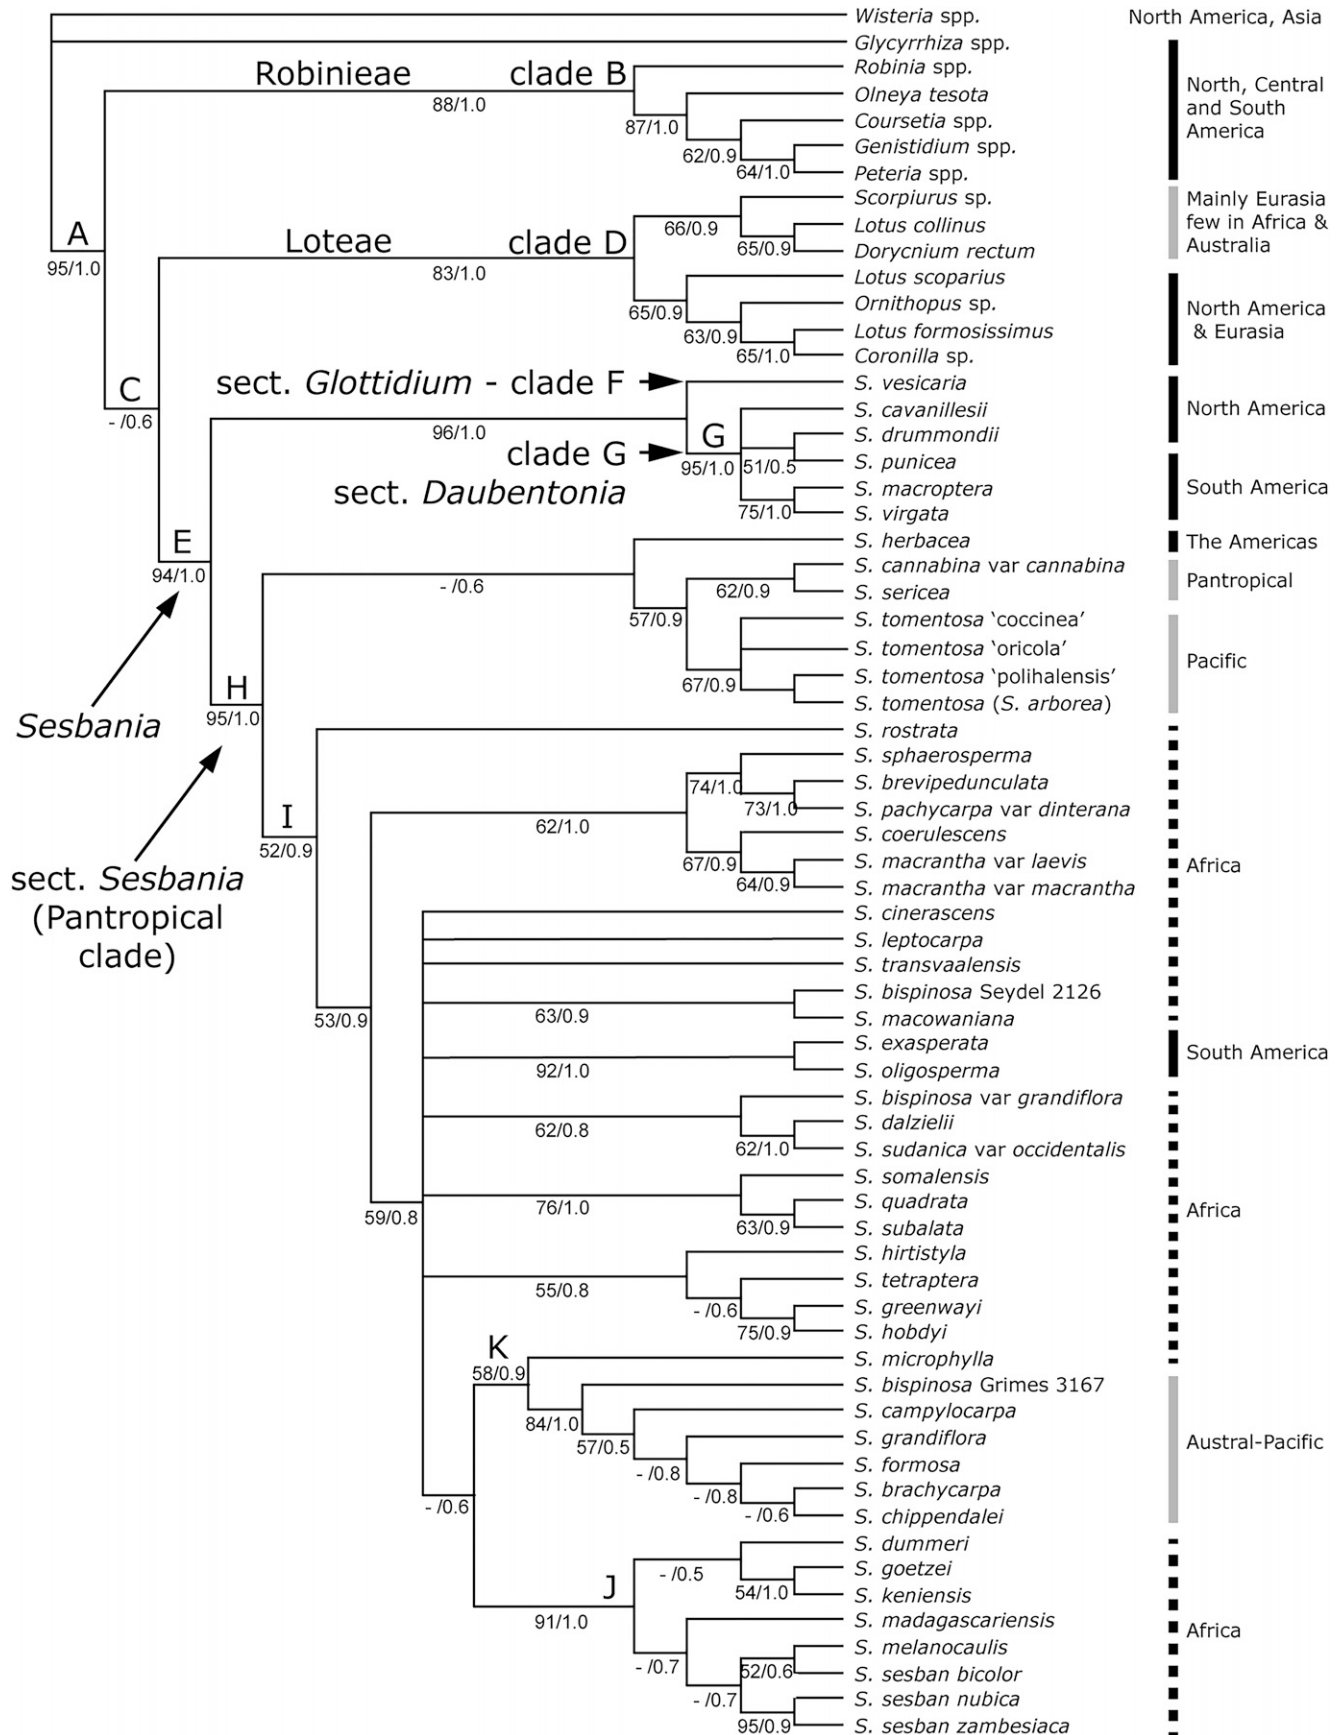 Wisteria spp.
North America, Asia
Glycyrrhiza spp.
Robinieae
clade B
88/1.0
Robinia spp.
Olneya tesota
87/1.0
Coursetia spp.
62/0.9
Genistidium spp.
64/1.0
Peteria spp.
North, Central
and South
America
A
95/1.0
Loteae
clade D
83/1.0
Scorpiurus sp.
66/0.9
Lotus collinus
65/0.9
Dorycnium rectum
Mainly Eurasia
few in Africa &
Australia
Lotus scoparius
65/0.9
Ornithopus sp.
63/0.9
Lotus formosissimus
65/1.0
Coronilla sp.
North America
& Eurasia
C
- /0.6
sect. Glottidium - clade F
S. vesicaria
96/1.0
clade G
sect. Daubentonia
G
95/1.0
S. cavanillesii
S. drummondii
51/0.5
S. punicea
S. macroptera
75/1.0
S. virgata
North America
South America
E
94/1.0
Sesbania
S. herbacea
The Americas
- /0.6
S. cannabina var cannabina
62/0.9
S. sericea
Pantropical
57/0.9
S. tomentosa ‘coccinea’
S. tomentosa ‘oricola’
67/0.9
S. tomentosa ‘polihalensis’
S. tomentosa (S. arborea)
Pacific
H
95/1.0
sect. Sesbania
(Pantropical
clade)
S. rostrata
I
52/0.9
S. sphaerosperma
74/1.0
S. brevipedunculata
73/1.0
S. pachycarpa var dinterana
62/1.0
S. coerulescens
67/0.9
S. macrantha var laevis
64/0.9
S. macrantha var macrantha
Africa
S. cinerascens
S. leptocarpa
S. transvaalensis
53/0.9
S. bispinosa Seydel 2126
63/0.9
S. macowaniana
S. exasperata
92/1.0
S. oligosperma
South America
S. bispinosa var grandiflora
62/0.8
S. dalzielii
62/1.0
S. sudanica var occidentalis
59/0.8
S. somalensis
76/1.0
S. quadrata
63/0.9
S. subalata
Africa
S. hirtistyla
55/0.8
S. tetraptera
- /0.6
S. greenwayi
75/0.9
S. hobdyi
K
58/0.9
S. microphylla
84/1.0
S. bispinosa Grimes 3167
57/0.5
S. campylocarpa
- /0.8
S. grandiflora
- /0.8
S. formosa
- /0.6
S. brachycarpa
S. chippendalei
Austral-Pacific
- /0.6
J
91/1.0
S. dummeri
- /0.5
S. goetzei
54/1.0
S. keniensis
S. madagascariensis
- /0.7
S. melanocaulis
52/0.6
S. sesban bicolor
- /0.7
S. sesban nubica
95/0.9
S. sesban zambesiaca
Africa